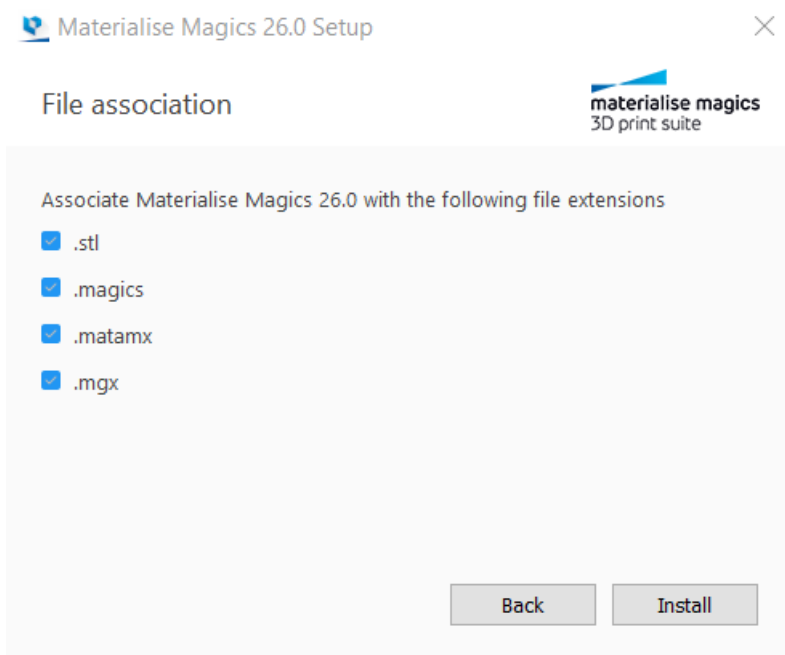 Materialise Magics 26.0 Setup
File association
materialise magics
3D print suite
Associate Materialise Magics 26.0 with the following file extensions
.stl
.magics
.matamx
.mgx
Back Install